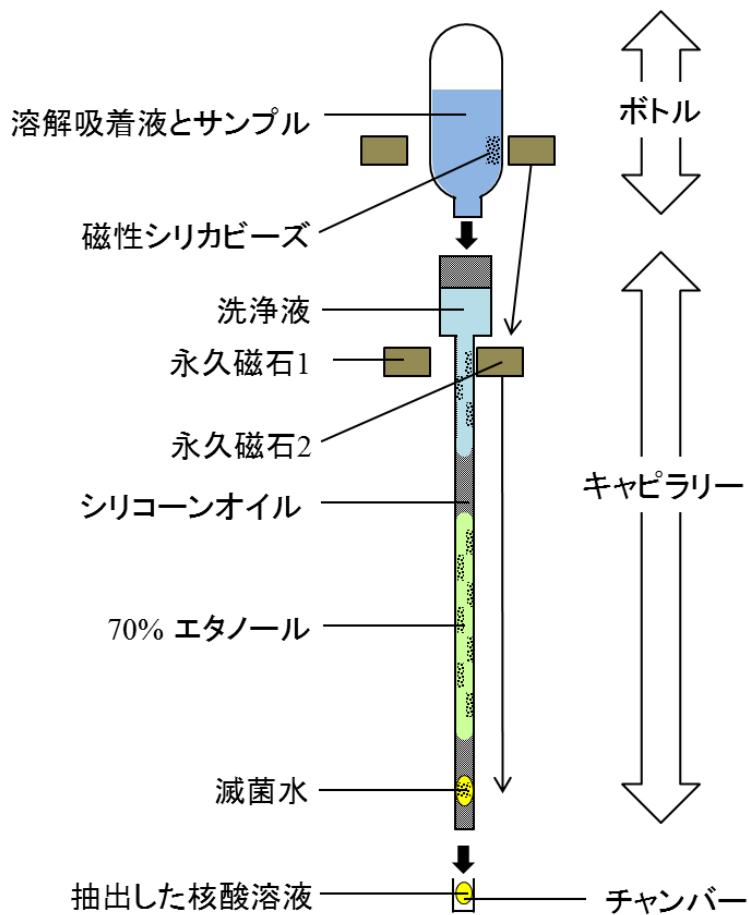 ボトル
溶解吸着液とサンプル
磁性シリカビーズ
洗浄液
永久磁石1
永久磁石2
キャピラリー
シリコーンオイル
70% エタノール
滅菌水
抽出した核酸溶液
チャンバー